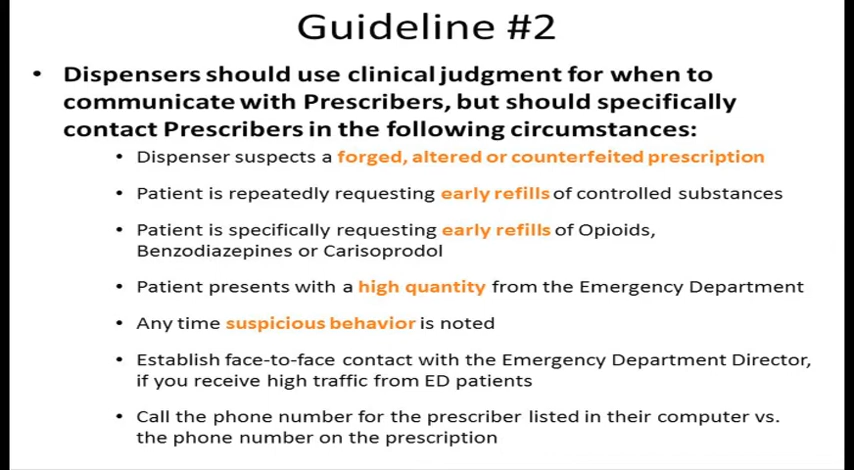 Guideline #2
• Dispensers should use clinical judgment for when to
communicate with Prescribers, but should specifically
contact Prescribers in the following circumstances:
• Dispenser suspects a forged, altered or counterfeited prescription
• Patient is repeatedly requesting early refills of controlled substances
• Patient is specifically requesting early refills of Opioids,
Benzodiazepines or Carisoprodol
• Patient presents with a high quantity from the Emergency Department
• Any time suspicious behavior is noted
• Establish face-to-face contact with the Emergency Department Director,
if you receive high traffic from ED patients
• Call the phone number for the prescriber listed in their computer vs.
the phone number on the prescription